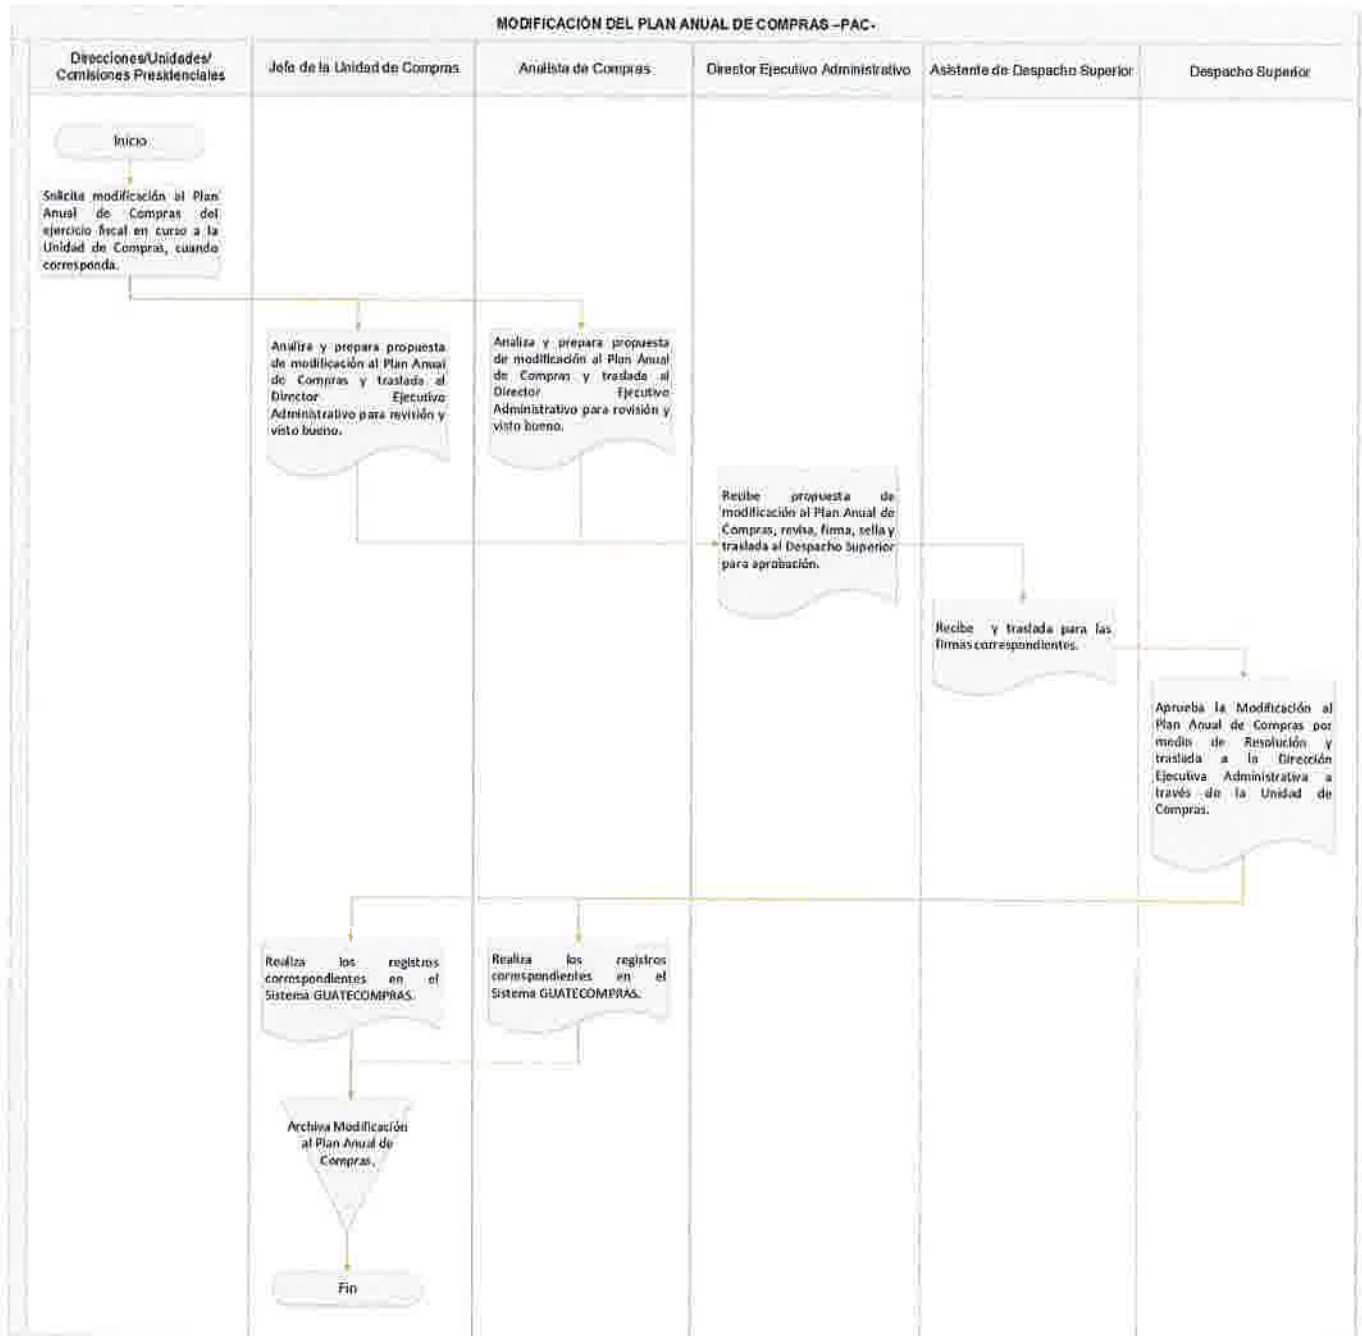 MODIFICACIÓN DEL PLAN ANUAL DE COMPRAS –PAC-
Direcciones/Unidades/
Comisiones Presidenciales
Jefe de la Unidad de Compras
Analista de Compras
Director Ejecutivo Administrativo
Asistente de Despacho Superior
Despacho Superior
Inicio
Solicita modificación al Plan
Anual de Compras del
ejercicio fiscal en curso a la
Unidad de Compras, cuando
corresponda.
Analiza y prepara propuesta
de modificación al Plan Anual
de Compras y traslada al
Director Ejecutivo
Administrativo para revisión y
visto bueno.
Analiza y prepara propuesta
de modificación al Plan Anual
de Compras y traslada al
Director Ejecutivo
Administrativo para revisión y
visto bueno.
Recibe propuesta de
modificación al Plan Anual de
Compras, revisa, firma, sella y
traslada al Despacho Superior
para aprobación.
Recibe y traslada para las
firmas correspondientes.
Aprueba la Modificación al
Plan Anual de Compras por
medio de Resolución y
traslada a la Dirección
Ejecutiva Administrativa a
través de la Unidad de
Compras.
Realiza los registros
correspondientes en el
Sistema GUATECOMPRAS.
Realiza los registros
correspondientes en el
Sistema GUATECOMPRAS.
Archiva Modificación
al Plan Anual de
Compras.
Fin